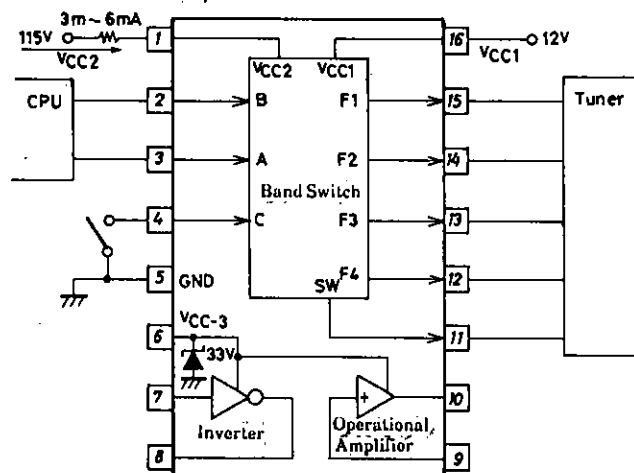 3m~6mA
115V
VCC2
1
16
12V
VCC1
VCC2
VCC1
CPU
Tuner
2
B
F1
15
3
A
F2
14
Band Switch
4
C
F3
13
5
GND
F4
12
SW
VCC-3
6
11
33V
7
10
Inverter
Operational
Amplifior
8
9